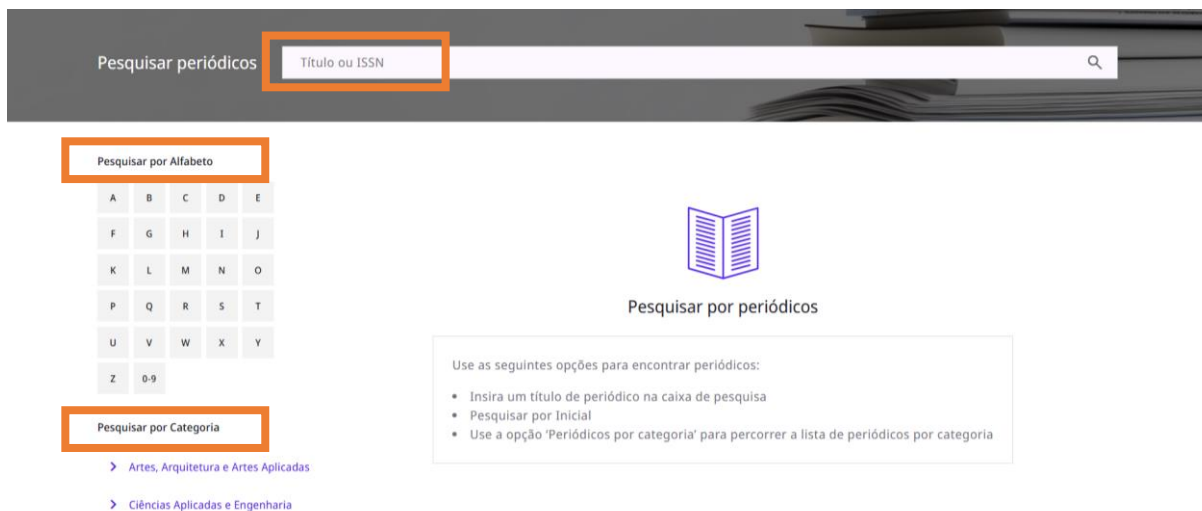 Pesquisar periódicos
Título ou ISSN
Pesquisar por Alfabeto
A B C D E
F G H I J
K L M N O
P Q R S T
U V W X Y
Z 0-9
Pesquisar por Categoria
Artes, Arquitetura e Artes Aplicadas
Ciências Aplicadas e Engenharia
Pesquisar por periódicos
Use as seguintes opções para encontrar periódicos:
• Insira um título de periódico na caixa de pesquisa
• Pesquisar por Inicial
• Use a opção 'Periódicos por categoria' para percorrer a lista de periódicos por categoria